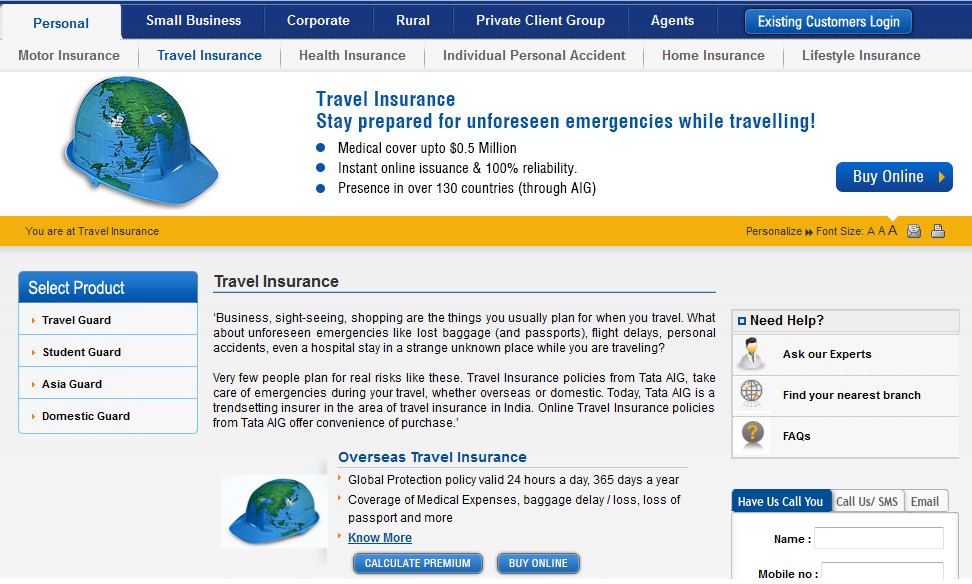 Personal
Small Business
Corporate
Rural
Private Client Group
Agents
Existing Customers Login
Motor Insurance
Travel Insurance
Health Insurance
Individual Personal Accident
Home Insurance
Lifestyle Insurance
Travel Insurance
Stay prepared for unforeseen emergencies while travelling!
Medical cover upto $0.5 Million
Instant online issuance & 100% reliability.
Presence in over 130 countries (through AIG)
Buy Online
You are at Travel Insurance
Personalize Font Size: A A A
Select Product
Travel Guard
Student Guard
Asia Guard
Domestic Guard
Travel Insurance
‘Business, sight-seeing, shopping are the things you usually plan for when you travel. What
about unforeseen emergencies like lost baggage (and passports), flight delays, personal
accidents, even a hospital stay in a strange unknown place while you are traveling?
Very few people plan for real risks like these. Travel Insurance policies from Tata AIG, take
care of emergencies during your travel, whether overseas or domestic. Today, Tata AIG is a
trendsetting insurer in the area of travel insurance in India. Online Travel Insurance policies
from Tata AIG offer convenience of purchase.’
Overseas Travel Insurance
Global Protection policy valid 24 hours a day, 365 days a year
Coverage of Medical Expenses, baggage delay / loss, loss of
passport and more
Know More
CALCULATE PREMIUM
BUY ONLINE
Need Help?
Ask our Experts
Find your nearest branch
?
FAQs
Have Us Call You
Call Us/ SMS
Email
Name :
Mobile no :